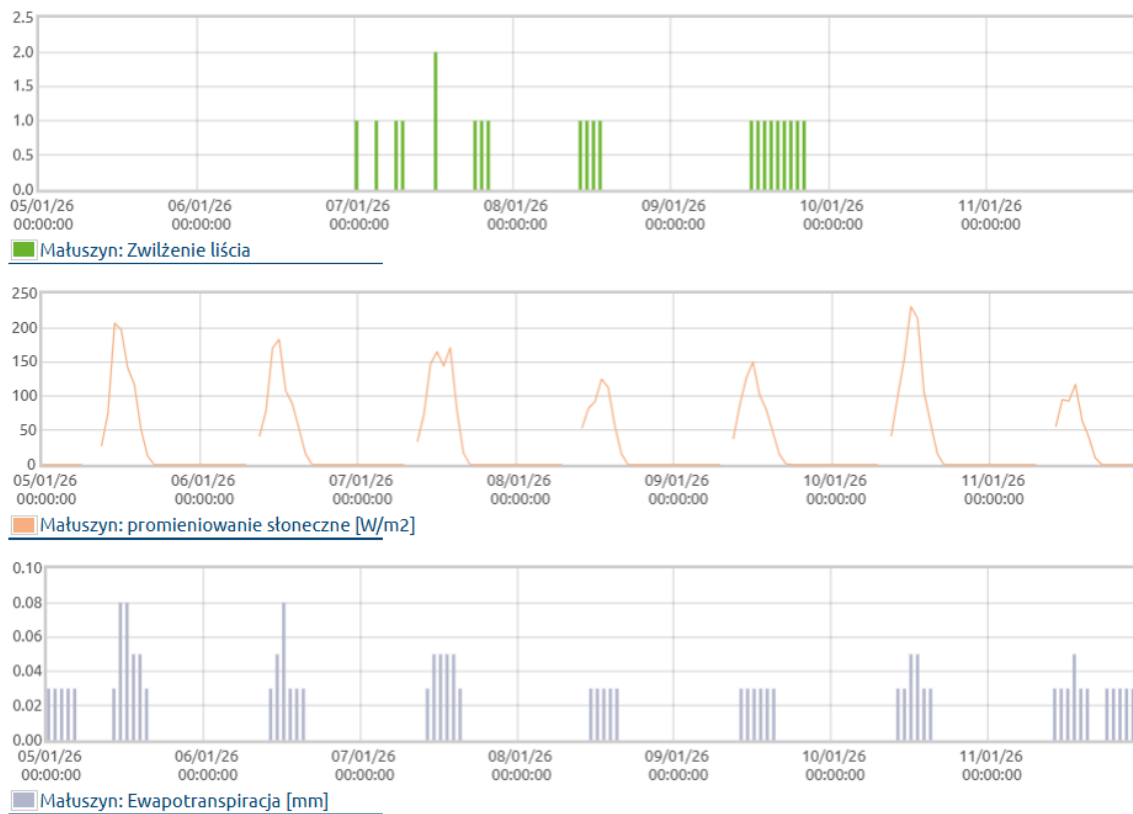 2.5
2.0
1.5
1.0
0.5
0.0
05/01/26 06/01/26 07/01/26 08/01/26 09/01/26 10/01/26 11/01/26
00:00:00 00:00:00 00:00:00 00:00:00 00:00:00 00:00:00 00:00:00
Małuszyn: Zwilżenie liścia
250
200
150
100
50
0
05/01/26 06/01/26 07/01/26 08/01/26 09/01/26 10/01/26 11/01/26
00:00:00 00:00:00 00:00:00 00:00:00 00:00:00 00:00:00 00:00:00
Małuszyn: promieniowanie słoneczne [W/m2]
0.10
0.08
0.06
0.04
0.02
0.00
05/01/26 06/01/26 07/01/26 08/01/26 09/01/26 10/01/26 11/01/26
00:00:00 00:00:00 00:00:00 00:00:00 00:00:00 00:00:00 00:00:00
Małuszyn: Ewapotranspiracja [mm]